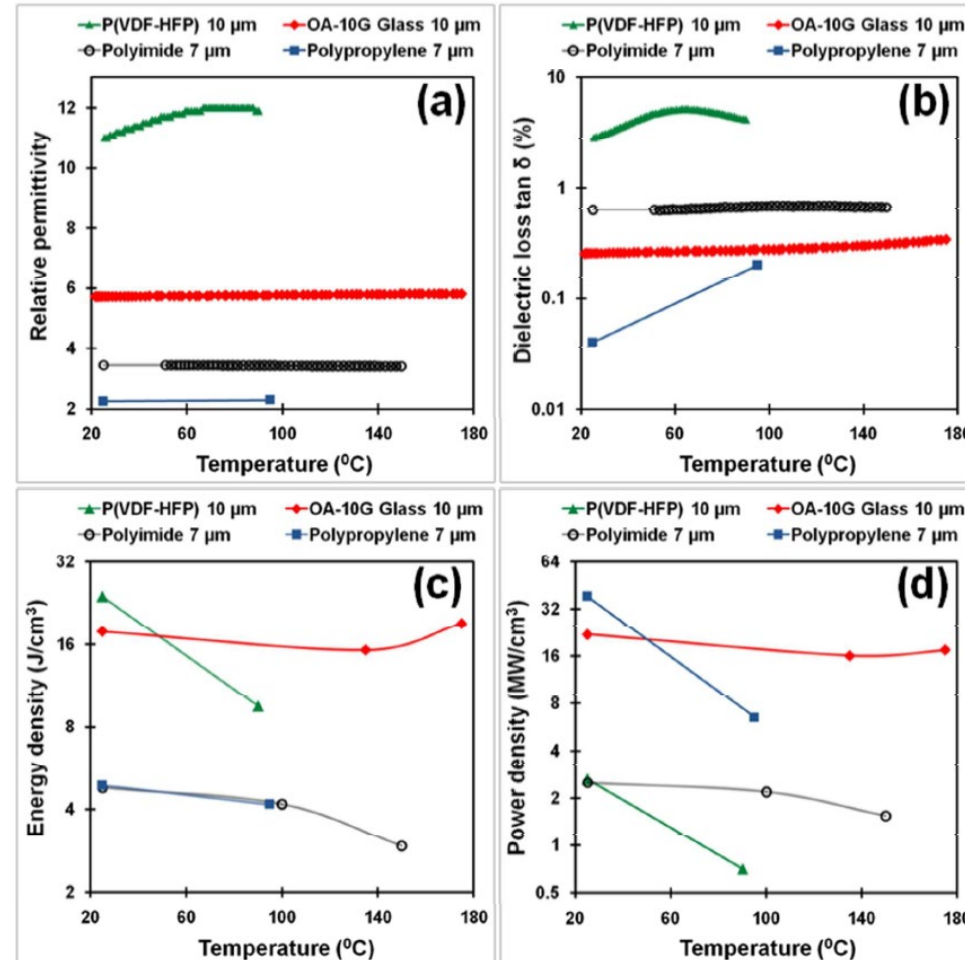 P(VDF-HFP) 10 µm OA-10G Glass 10 µm
Polyimide 7 µm Polypropylene 7 µm
(a)
Relative permittivity
12
10
8
6
4
2
20 60 100 140 180
Temperature (⁰C)
P(VDF-HFP) 10 µm OA-10G Glass 10 µm
Polyimide 7 µm Polypropylene 7 µm
(b)
Dielectric loss tan δ (%)
10
1
0.1
0.01
20 60 100 140 180
Temperature (⁰C)
P(VDF-HFP) 10 µm OA-10G Glass 10 µm
Polyimide 7 µm Polypropylene 7 µm
(c)
Energy density (J/cm³)
32
16
8
4
2
20 60 100 140 180
Temperature (⁰C)
P(VDF-HFP) 10 µm OA-10G Glass 10 µm
Polyimide 7 µm Polypropylene 7 µm
(d)
Power density (MW/cm³)
64
32
16
8
4
2
1
0.5
20 60 100 140 180
Temperature (⁰C)